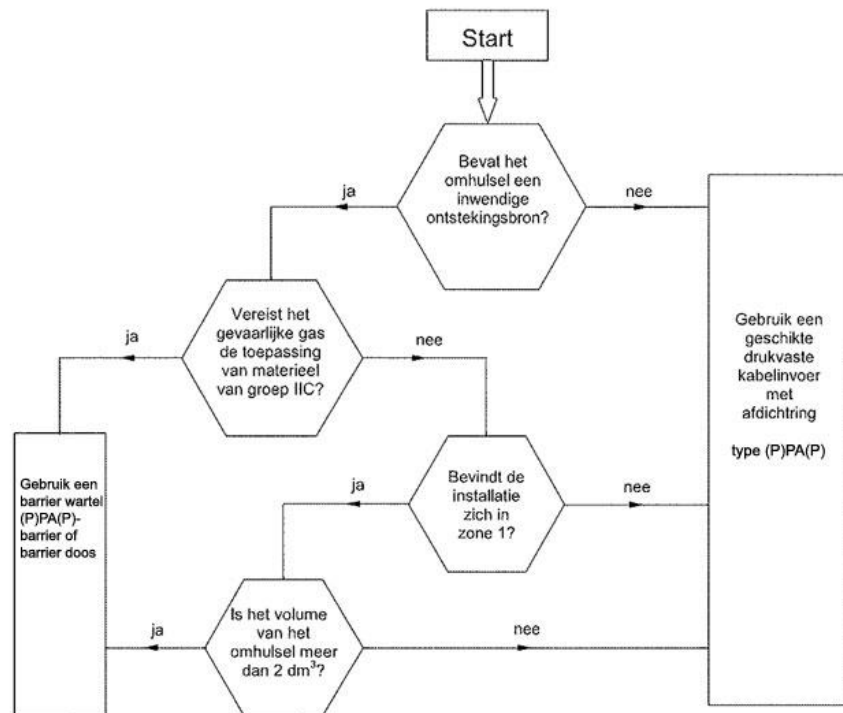 Start
Bevat het
omhulsel een
inwendige
ontstekingsbron?
ja
nee
Vereist het
gevaarlijke gas
de toepassing
van materieel
van groep IIC?
ja
nee
Gebruik een
geschikte
drukvaste
kabelinvoer
met
afdichtring
type (P)PA(P)
Bevindt de
installatie
zich in
zone 1?
ja
nee
Gebruik een
barrier wartel
(P)PA(P)-
barrier of
barrier doos
Is het volume
van het
omhulsel meer
dan 2 dm³?
ja
nee